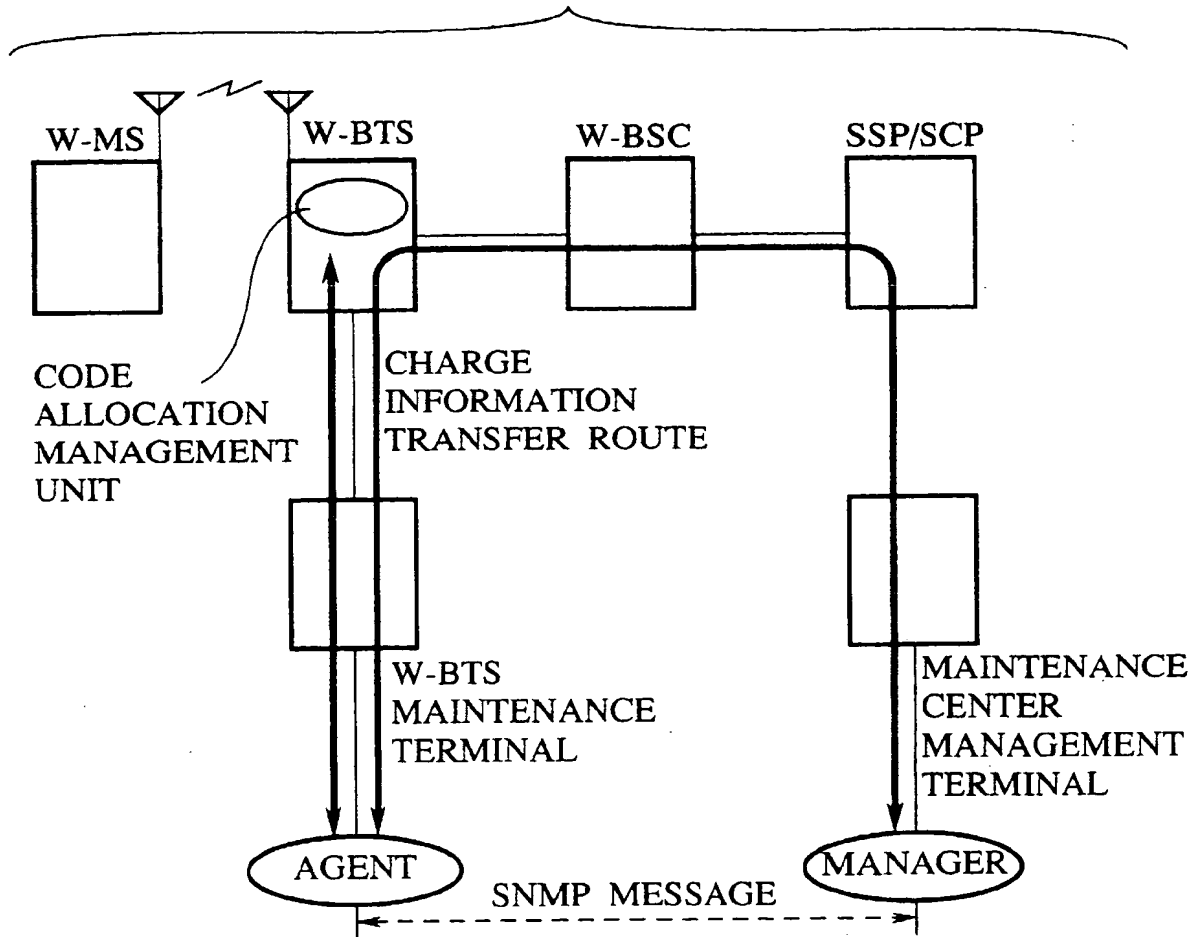 W-MS
W-BTS
W-BSC
SSP/SCP
CODE
ALLOCATION
MANAGEMENT
UNIT
CHARGE
INFORMATION
TRANSFER ROUTE
W-BTS
MAINTENANCE
TERMINAL
MAINTENANCE
CENTER
MANAGEMENT
TERMINAL
AGENT
MANAGER
SNMP MESSAGE